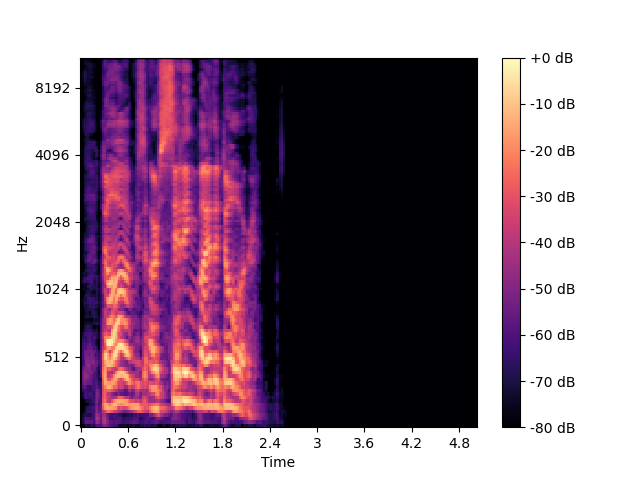 +0 dB
8192
-10 dB
4096
-20 dB
-30 dB
2048
Hz
-40 dB
1024
-50 dB
512
-60 dB
-70 dB
0
-80 dB
0 0.6 1.2 1.8 2.4 3 3.6 4.2 4.8
Time